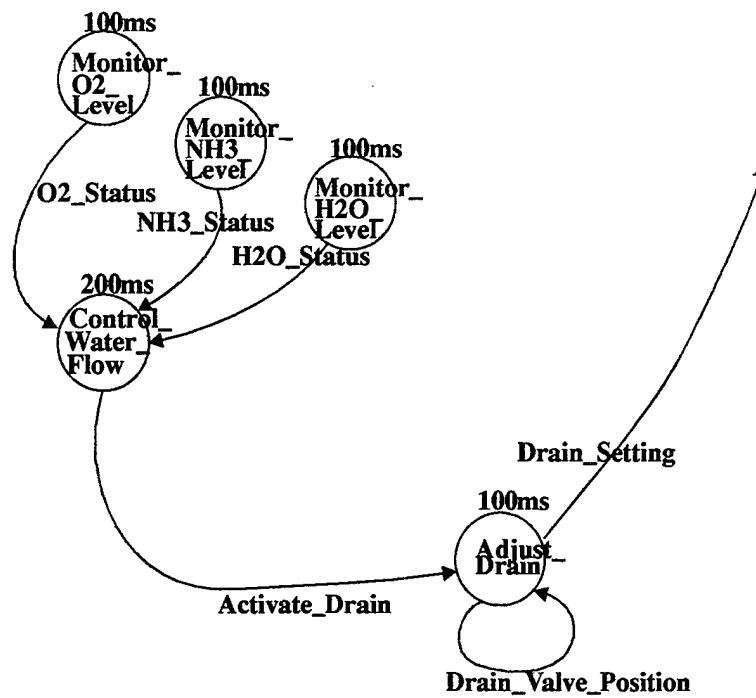 100ms
Monitor_
O2_
Level
100ms
Monitor_
NH3_
Level
100ms
Monitor_
H2O_
Level
O2_Status
NH3_Status
H2O_Status
200ms
Control_
Water_
Flow
Drain_Setting
100ms
Adjust_
Drain
Activate_Drain
Drain_Valve_Position